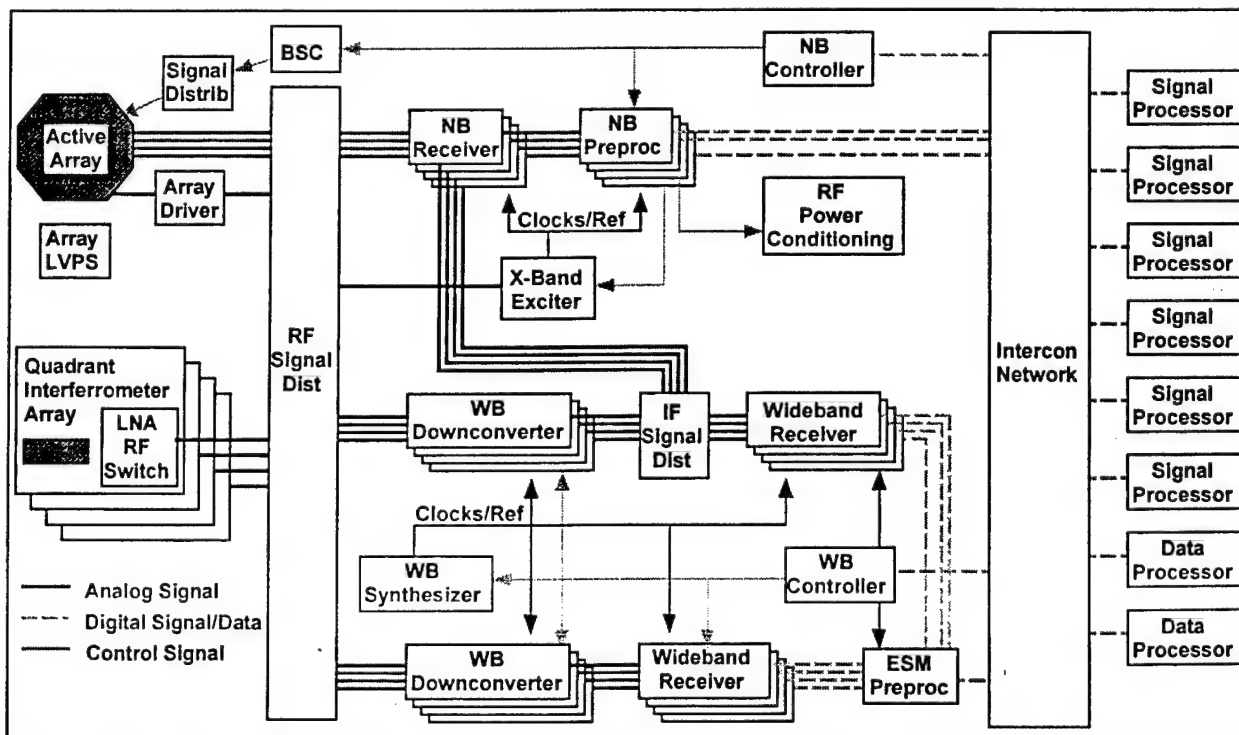 BSC
NB
Controller
Signal
Distrib
Active
Array
NB
Receiver
NB
Preproc
Array
Driver
Array
LVPS
Clocks/Ref
RF
Power
Conditioning
X-Band
Exciter
RF
Signal
Dist
Intercon
Network
Signal
Processor
Signal
Processor
Signal
Processor
Signal
Processor
Signal
Processor
Signal
Processor
Data
Processor
Data
Processor
Quadrant
Interferrometer
Array
LNA
RF
Switch
WB
Downconverter
IF
Signal
Dist
Wideband
Receiver
Clocks/Ref
WB
Synthesizer
WB
Controller
WB
Downconverter
Wideband
Receiver
ESM
Preproc
Analog Signal
Digital Signal/Data
Control Signal